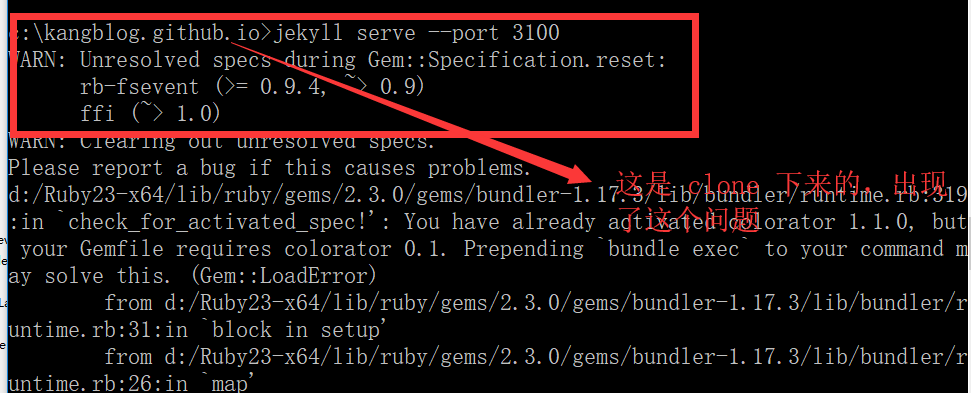 c:\kangblog.github.io>jekyll serve --port 3100
WARN: Unresolved specs during Gem::Specification.reset:
rb-fsevent (>= 0.9.4, ~> 0.9)
ffi (~> 1.0)
WARN: Clearing out unresolved specs.
Please report a bug if this causes problems.
d:/Ruby23-x64/lib/ruby/gems/2.3.0/gems/bundler-1.17.3/lib/bundler/runtime.rb:319
:in `check_for_activated_spec!': You have already activated colorator 1.1.0, but
your Gemfile requires colorator 0.1. Prepending `bundle exec` to your command m
ay solve this. (Gem::LoadError)
from d:/Ruby23-x64/lib/ruby/gems/2.3.0/gems/bundler-1.17.3/lib/bundler/r
untime.rb:31:in `block in setup'
from d:/Ruby23-x64/lib/ruby/gems/2.3.0/gems/bundler-1.17.3/lib/bundler/r
untime.rb:26:in `map'
这是 clone 下来的，出现
了这个问题